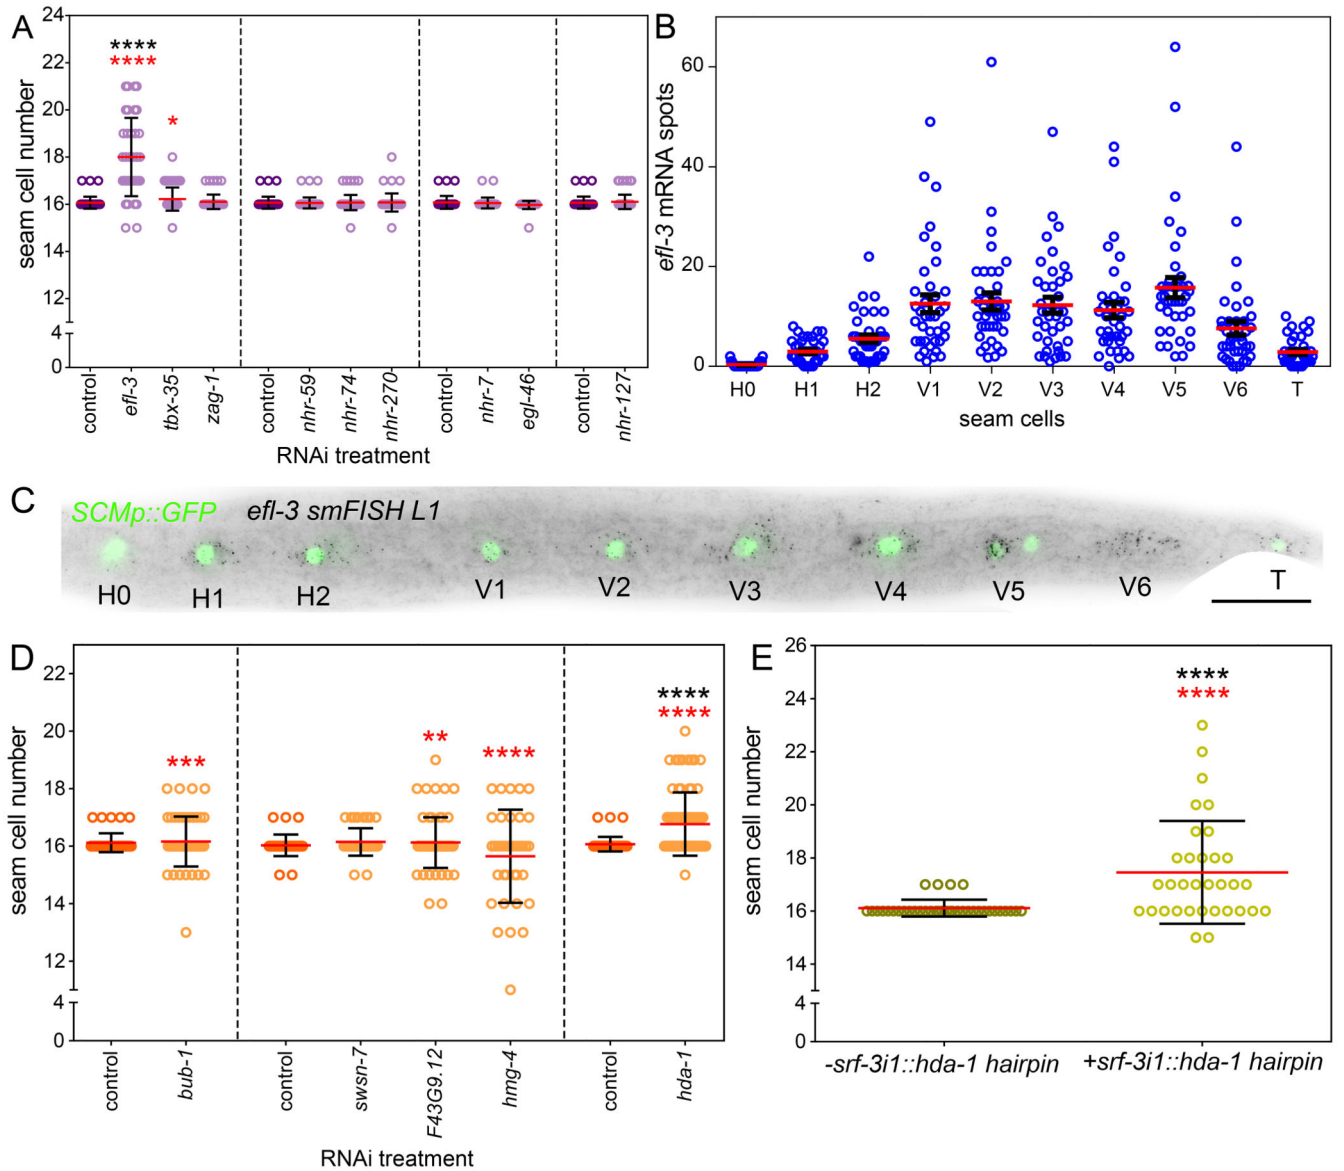 A
seam cell number
24
22
20
18
16
14
12
4
0
****
****
*
control
efl-3
tbx-35
zag-1
control
nhr-59
nhr-74
nhr-270
control
nhr-7
egl-46
control
nhr-127
RNAi treatment
B
efl-3 mRNA spots
60
40
20
0
H0 H1 H2 V1 V2 V3 V4 V5 V6 T
seam cells
C
SCMp::GFP efl-3 smFISH L1
H0 H1 H2 V1 V2 V3 V4 V5 V6 T
D
seam cell number
22
20
18
16
14
12
4
0
***
**
****
****
****
control
bub-1
control
swsn-7
F43G9.12
hmg-4
control
hda-1
RNAi treatment
E
seam cell number
26
24
22
20
18
16
14
4
0
****
****
-srf-3i1::hda-1 hairpin +srf-3i1::hda-1 hairpin